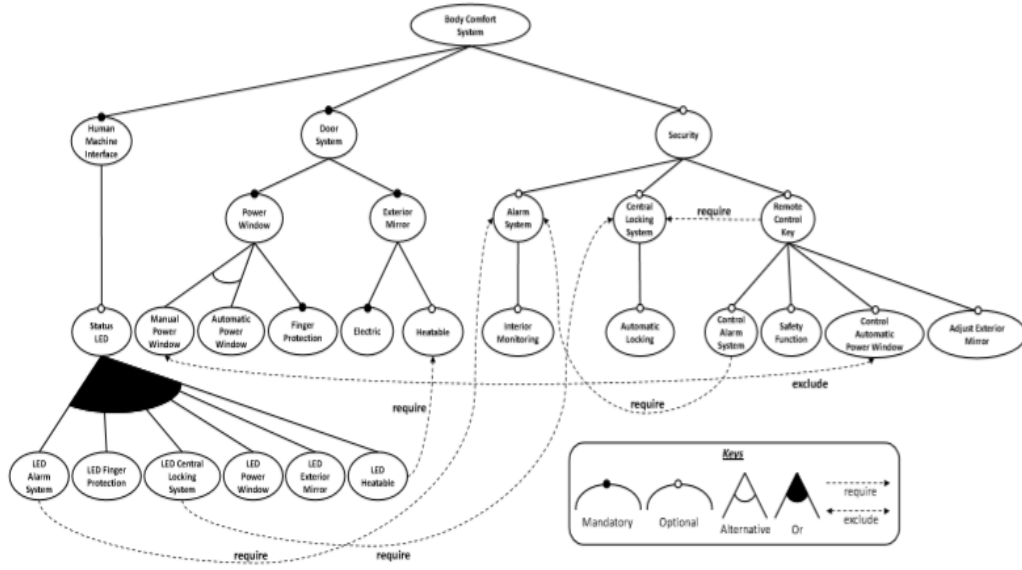 Body Comfort
System
Human
Machine
Interface
Door
System
Security
Power
Window
Exterior
Mirror
Alarm
System
Central
Locking
System
require
Remote
Control
Key
Status
LED
Manual
Power
Window
Automatic
Power
Window
Finger
Protection
Electric
Heatable
Interior
Monitoring
Automatic
Locking
Control
Alarm
System
Safety
Function
Control
Automatic
Power Window
Adjust Exterior
Mirror
exclude
require
require
LED
Alarm
System
LED Finger
Protection
LED Central
Locking
System
LED
Power
Window
LED
Exterior
Mirror
LED
Heatable
require
require
Keys
Mandatory
Optional
Alternative
Or
require
exclude